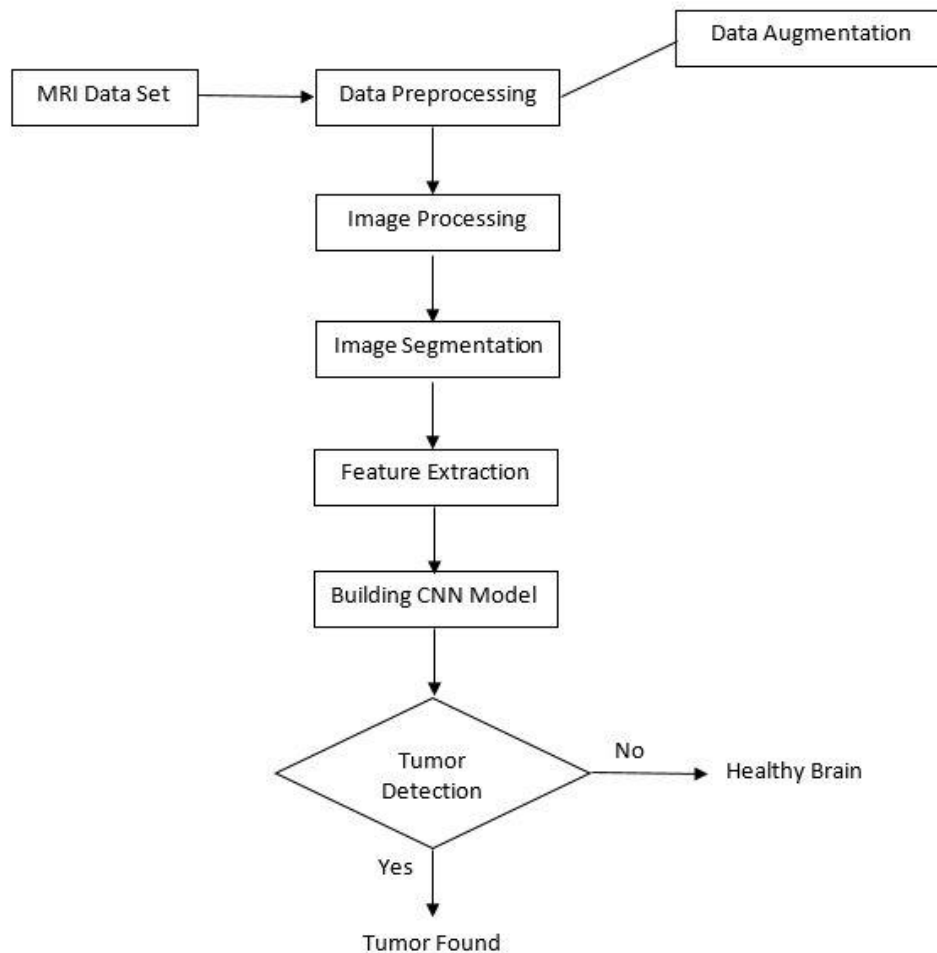 Data Augmentation
MRI Data Set
Data Preprocessing
Image Processing
Image Segmentation
Feature Extraction
Building CNN Model
Tumor
Detection
No
Healthy Brain
Yes
Tumor Found